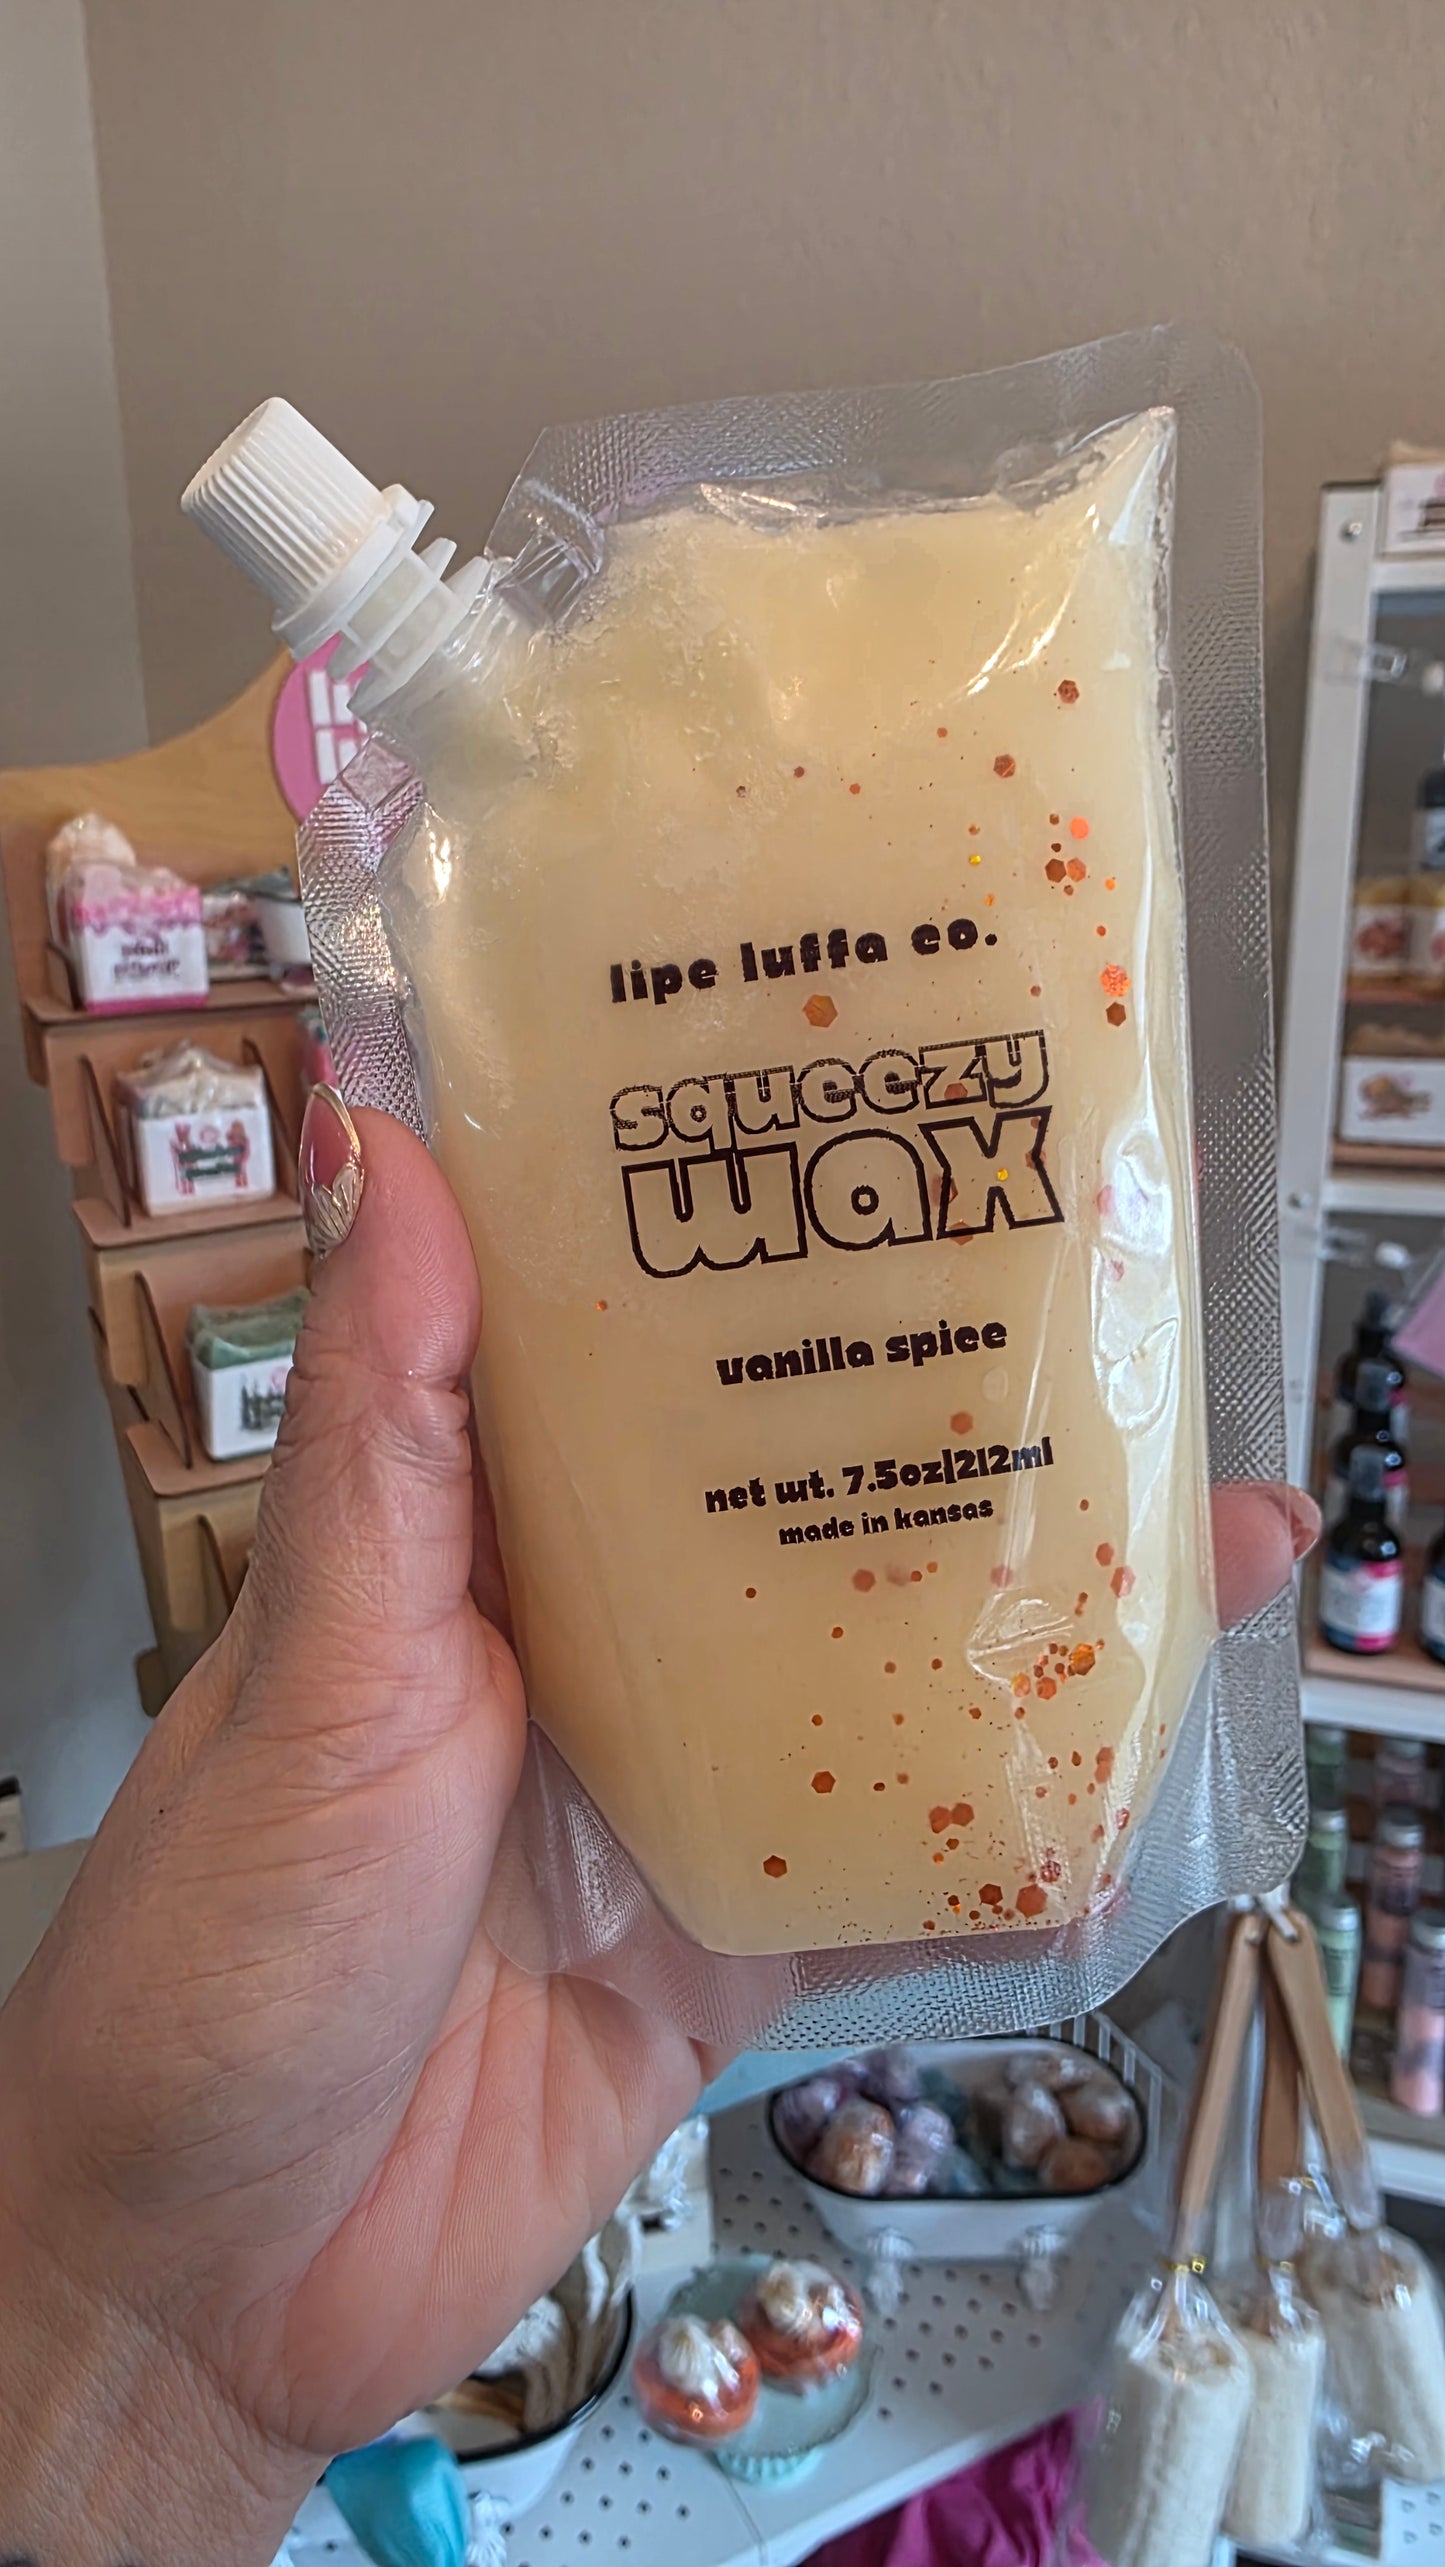 lipe luffa co.
squeezy
wax
vanilla spice
net wt. 7.5oz|212ml
made in kansas